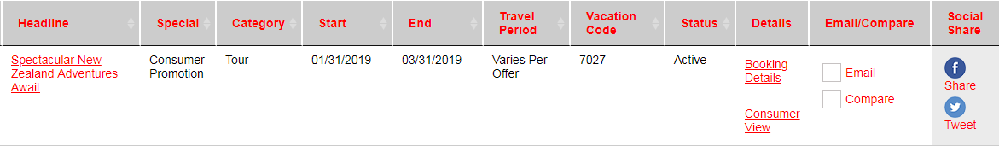 Headline Special Category Start End Travel Period Vacation Code Status Details Email/Compare Social Share
Spectacular New
Zealand Adventures
Await
Consumer
Promotion
Tour
01/31/2019
03/31/2019
Varies Per
Offer
7027
Active
Booking
Details
Consumer
View
Email
Compare
Share
Tweet